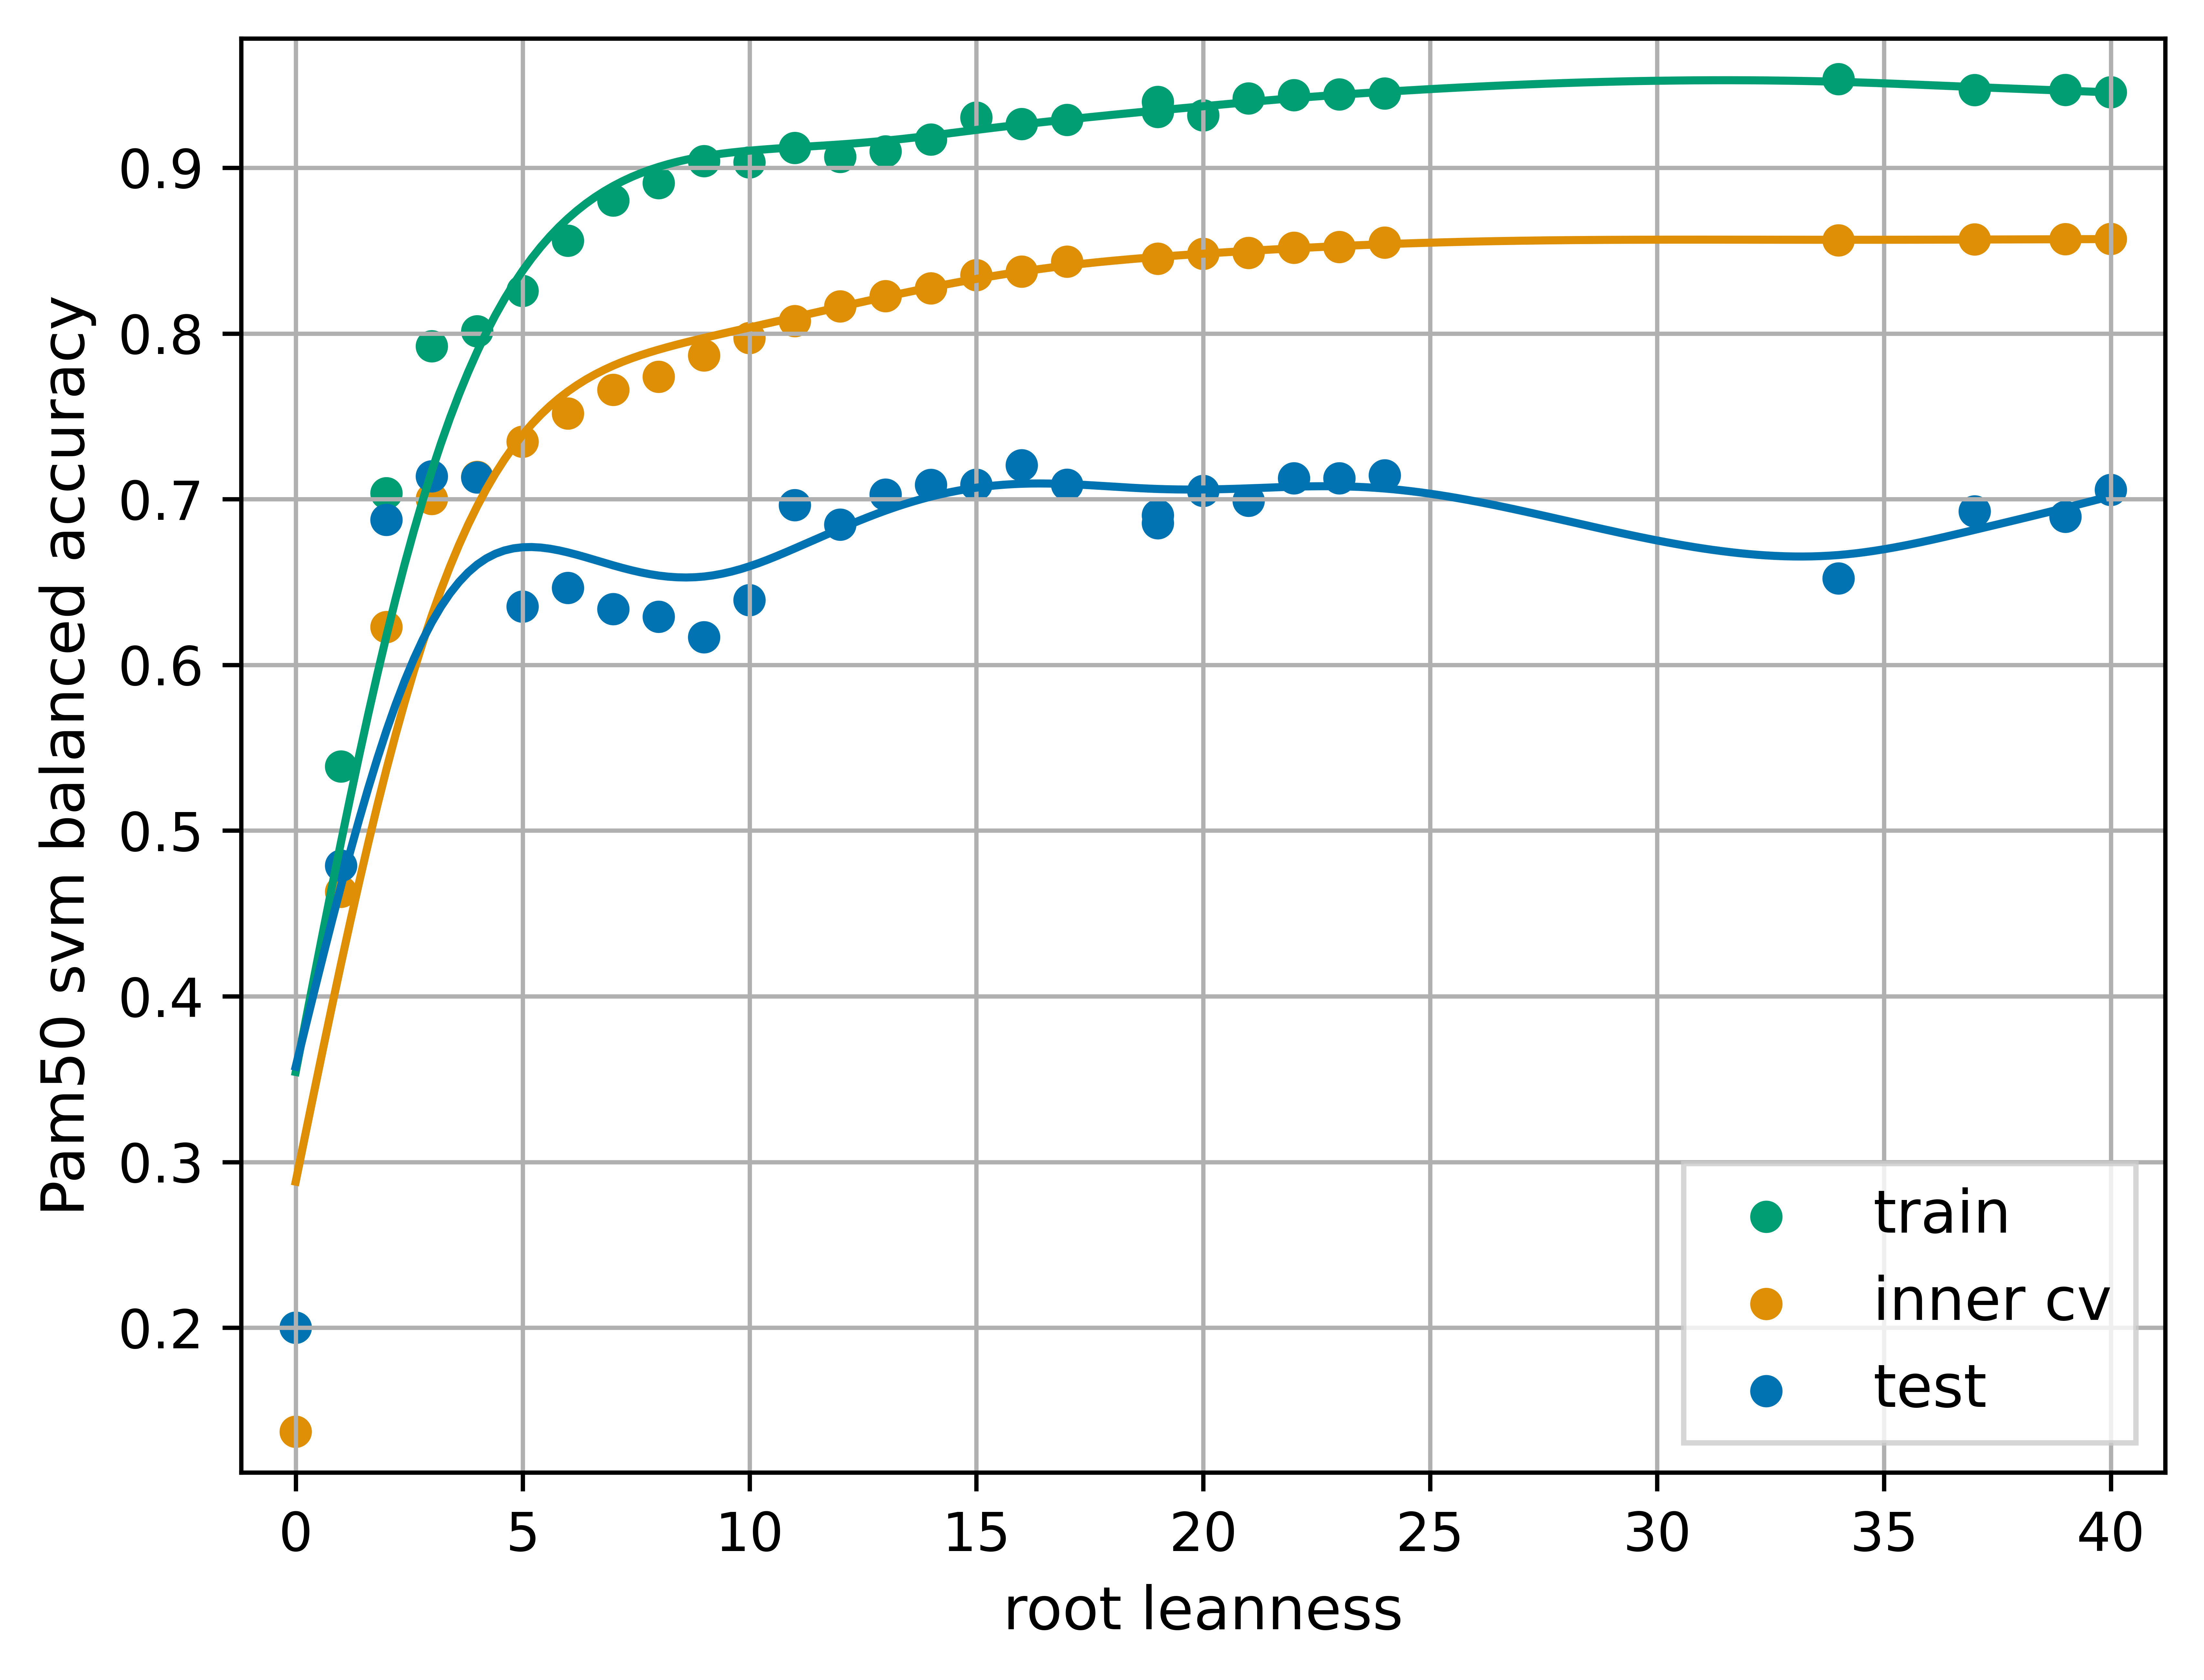 Pam50 svm balanced accuracy
0.9
0.8
0.7
0.6
0.5
0.4
0.3
0.2
train
inner cv
test
0 5 10 15 20 25 30 35 40
root leanness